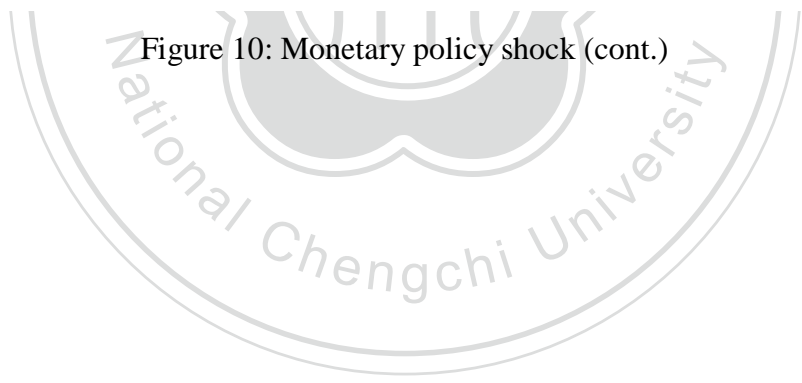 Figure 10: Monetary policy shock (cont.)
National Chengchi University